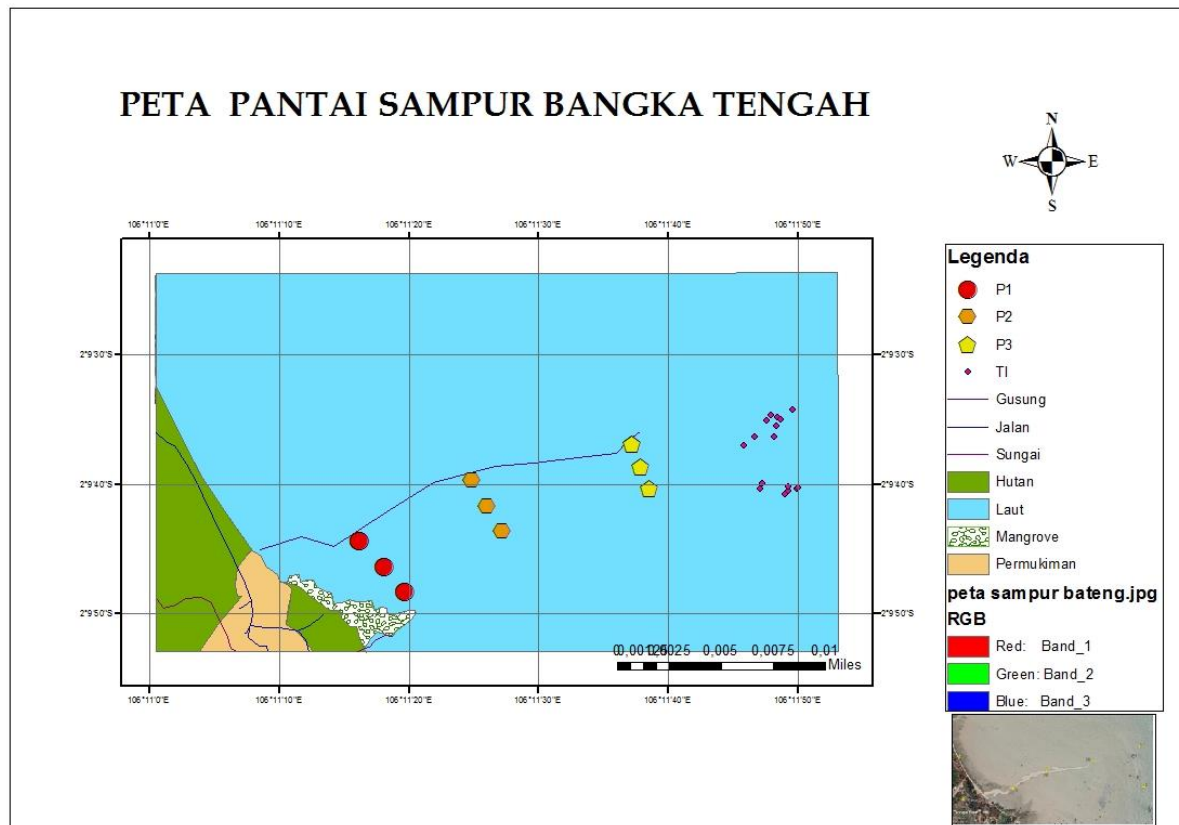 PETA PANTAI SAMPUR BANGKA TENGAH
N
W E
S
106°11'0"E 106°11'10"E 106°11'20"E 106°11'30"E 106°11'40"E 106°11'50"E
2°9'30"S 2°9'30"S
2°9'40"S 2°9'40"S
2°9'50"S 2°9'50"S
0,005 0,0075 0,01
Miles
106°11'0"E 106°11'10"E 106°11'20"E 106°11'30"E 106°11'40"E 106°11'50"E
Legenda
P1
P2
P3
TI
Gusung
Jalan
Sungai
Hutan
Laut
Mangrove
Permukiman
peta sampur bateng.jpg
RGB
Red: Band_1
Green: Band_2
Blue: Band_3